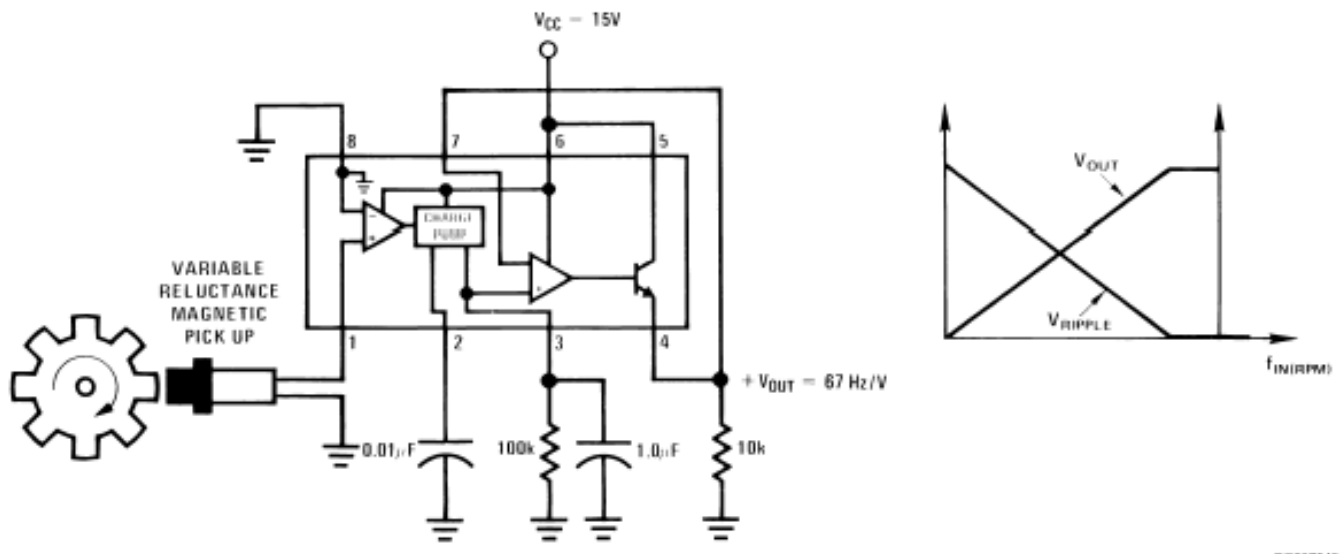 V_CC – 15V
8
7
6
5
CHARGE
PUMP
VARIABLE
RELUCTANCE
MAGNETIC
PICK UP
1
2
3
4
+ V_OUT = 67 Hz/V
0.01µF
100k
1.0µF
10k
V_OUT
V_RIPPLE
f_IN(RPM)